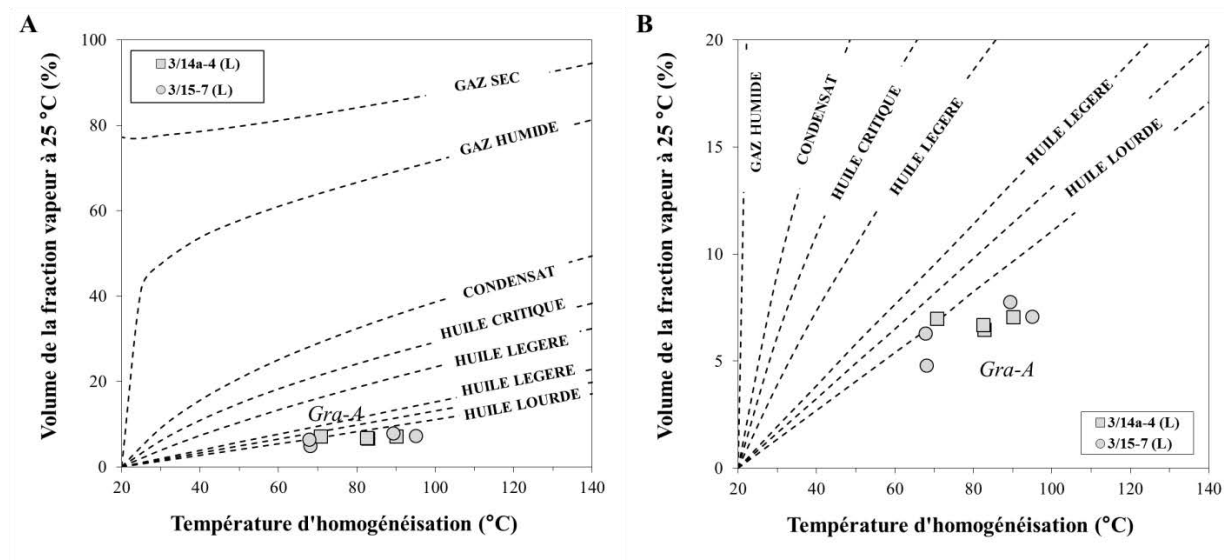 A
Volume de la fraction vapeur à 25 °C (%)
100
80
60
40
20
0
3/14a-4 (L)
3/15-7 (L)
GAZ SEC
GAZ HUMIDE
CONDENSAT
HUILE CRITIQUE
HUILE LEGERE
HUILE LEGERE
HUILE LOURDE
Gra-A
20
40
60
80
100
120
140
Température d'homogénéisation (°C)
B
Volume de la fraction vapeur à 25 °C (%)
20
15
10
5
0
GAZ HUMIDE
CONDENSAT
HUILE CRITIQUE
HUILE LEGERE
HUILE LEGERE
HUILE LOURDE
Gra-A
3/14a-4 (L)
3/15-7 (L)
20
40
60
80
100
120
140
Température d'homogénéisation (°C)